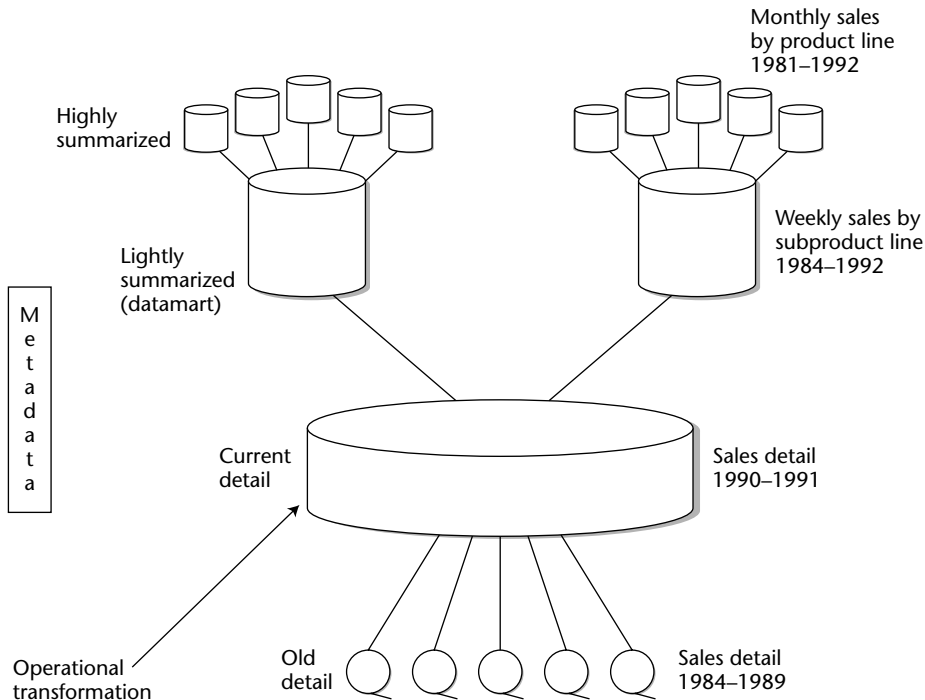 Monthly sales
by product line
1981–1992
Highly
summarized
Weekly sales by
subproduct line
1984–1992
Lightly
summarized
(datamart)
Metadata
Current
detail
Sales detail
1990–1991
Old
detail
Sales detail
1984–1989
Operational
transformation